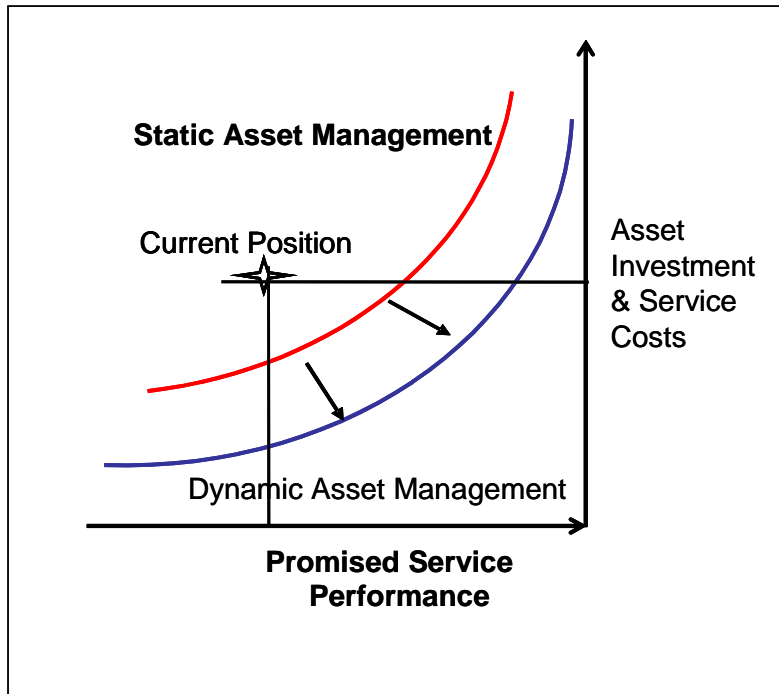 Static Asset Management
Current Position
Asset
Investment
& Service
Costs
Dynamic Asset Management
Promised Service
Performance